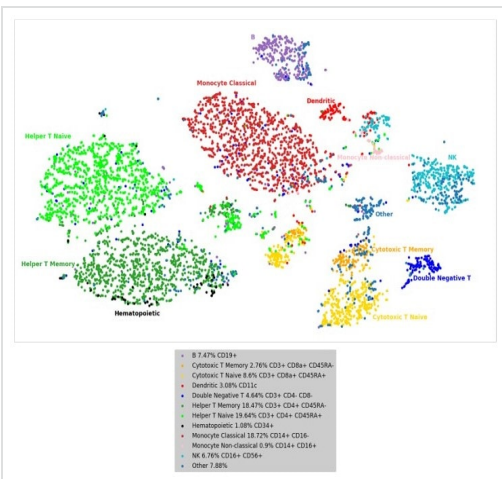 B
Monocyte Classical
Dendritic
Helper T Naive
Monocyte Non-classical
NK
Other
Cytotoxic T Memory
Helper T Memory
Double Negative T
Hematopoietic
Cytotoxic T Naive
B 7.47% CD19+
Cytotoxic T Memory 2.76% CD3+ CD8a+ CD45RA-
Cytotoxic T Naive 8.6% CD3+ CD8a+ CD45RA+
Dendritic 3.08% CD11c
Double Negative T 4.64% CD3+ CD4- CD8-
Helper T Memory 18.47% CD3+ CD4+ CD45RA-
Helper T Naive 19.64% CD3+ CD4+ CD45RA+
Hematopoietic 1.08% CD34+
Monocyte Classical 18.72% CD14+ CD16-
Monocyte Non-classical 0.9% CD14+ CD16+
NK 6.76% CD16+ CD56+
Other 7.88%